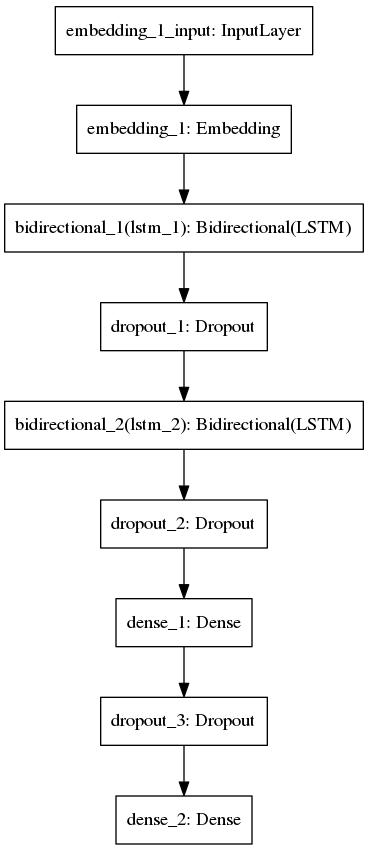 embedding_1_input: InputLayer
embedding_1: Embedding
bidirectional_1(lstm_1): Bidirectional(LSTM)
dropout_1: Dropout
bidirectional_2(lstm_2): Bidirectional(LSTM)
dropout_2: Dropout
dense_1: Dense
dropout_3: Dropout
dense_2: Dense